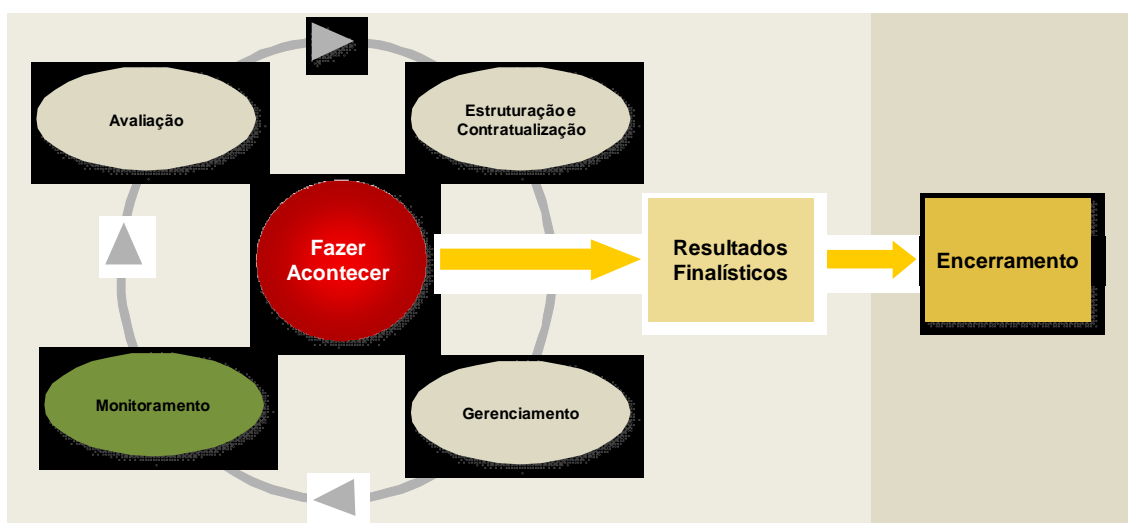 Avaliação
Estruturação e
Contratualização
Fazer
Acontecer
Resultados
Finalísticos
Encerramento
Monitoramento
Gerenciamento